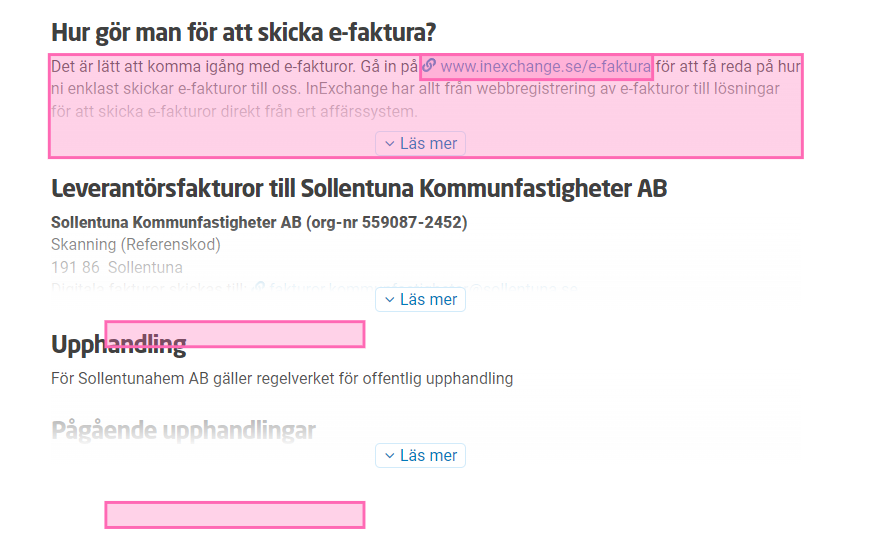 Hur gör man för att skicka e-faktura?
Det är lätt att komma igång med e-fakturor. Gå in på www.inexchange.se/e-faktura för att få reda på hur
ni enklast skickar e-fakturor till oss. InExchange har allt från webbregistrering av e-fakturor till lösningar
för att skicka e-fakturor direkt från ert affärssystem.
Läs mer
Leverantörsfakturor till Sollentuna Kommunfastigheter AB
Sollentuna Kommunfastigheter AB (org-nr 559087-2452)
Skanning (Referenskod)
191 86 Sollentuna
Digitala fakturor skickas till:
Läs mer
Upphandling
För Sollentunahem AB gäller regelverket för offentlig upphandling
Pågående upphandlingar
Läs mer